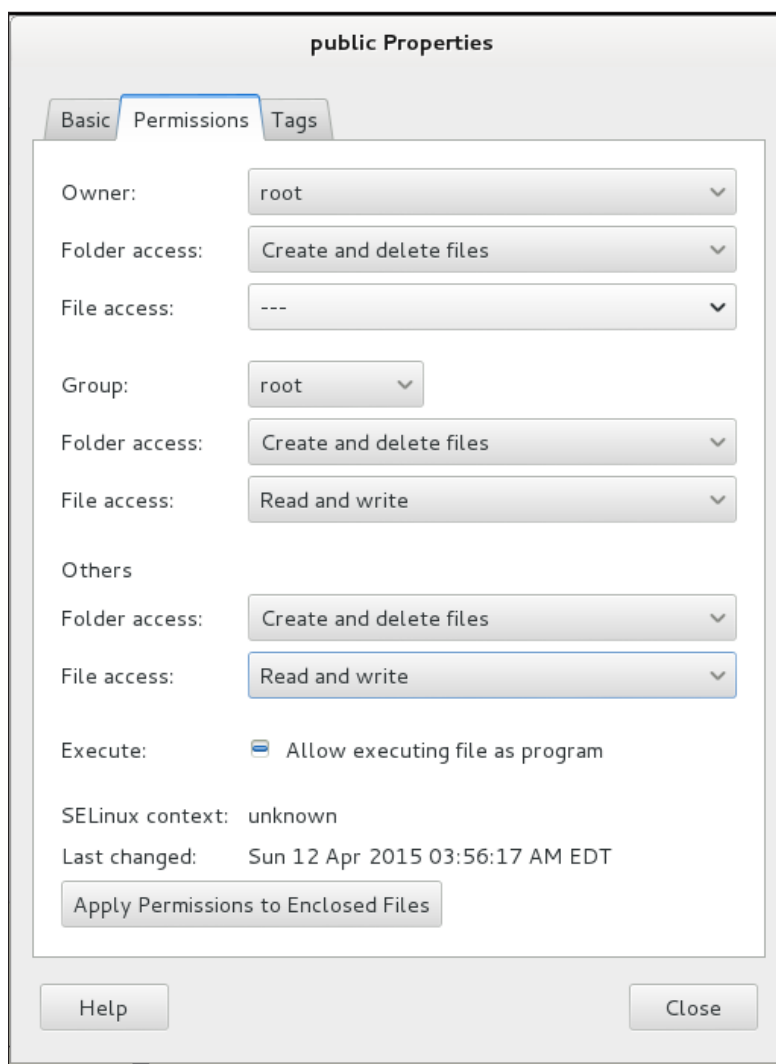 public Properties
Basic Permissions Tags
Owner: root
Folder access: Create and delete files
File access: ---
Group: root
Folder access: Create and delete files
File access: Read and write
Others
Folder access: Create and delete files
File access: Read and write
Execute: Allow executing file as program
SELinux context: unknown
Last changed: Sun 12 Apr 2015 03:56:17 AM EDT
Apply Permissions to Enclosed Files
Help Close